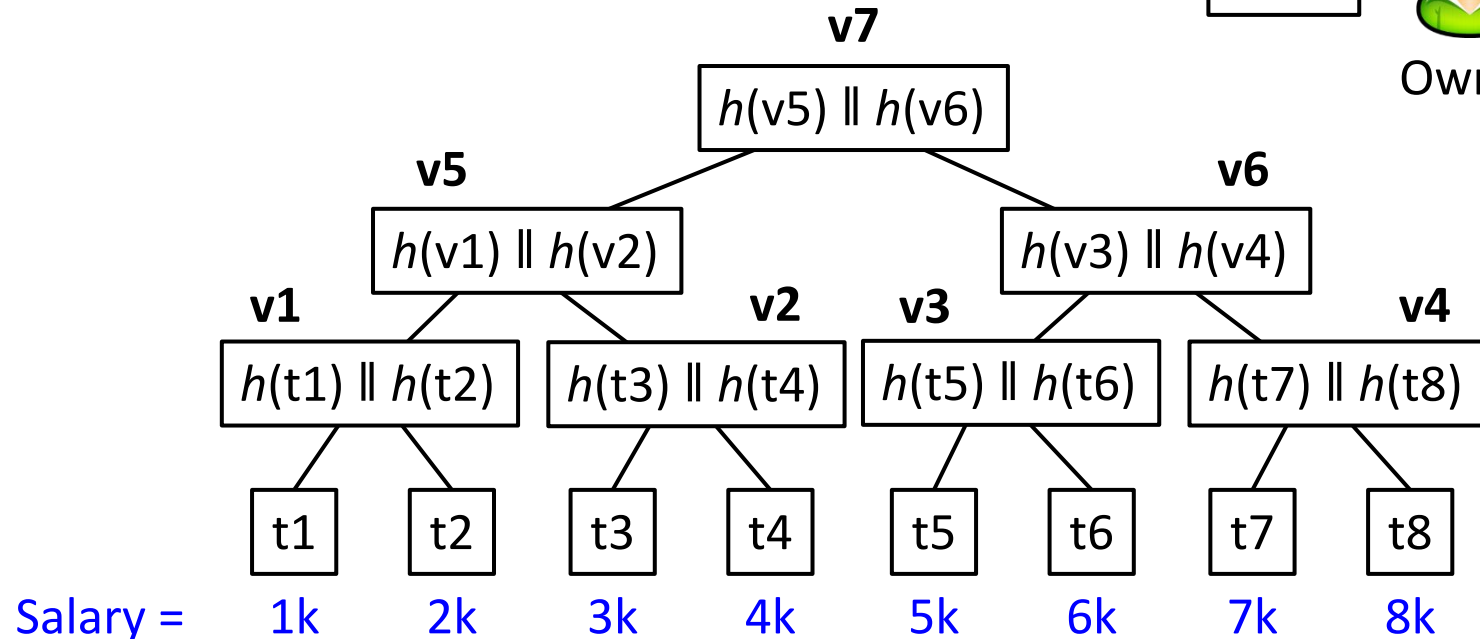 v7
Own
h(v5) ǁ h(v6)
v5 v6
h(v1) ǁ h(v2) h(v3) ǁ h(v4)
v1 v2 v3 v4
h(t1) ǁ h(t2) h(t3) ǁ h(t4) h(t5) ǁ h(t6) h(t7) ǁ h(t8)
t1 t2 t3 t4 t5 t6 t7 t8
Salary = 1k 2k 3k 4k 5k 6k 7k 8k